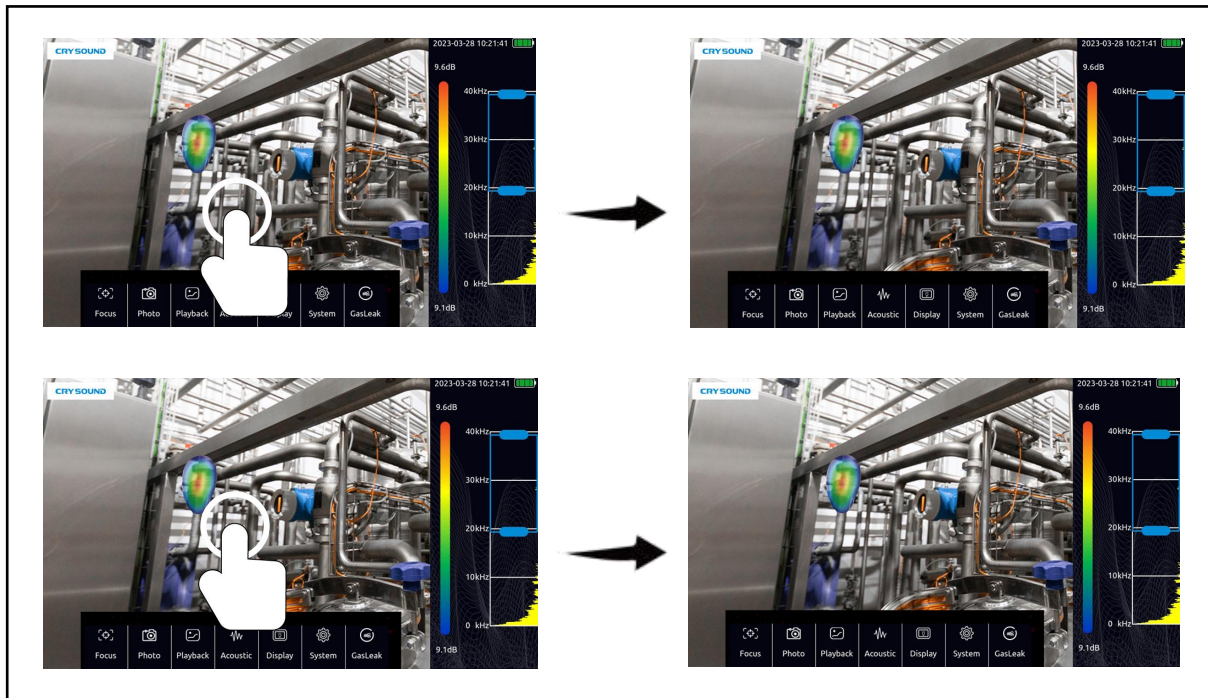 CRYSOUND
2023-03-28 10:21:41
9.6dB
40kHz
30kHz
20kHz
10kHz
0 kHz
9.1dB
Focus Photo Playback System GasLeak
CRYSOUND
2023-03-28 10:21:41
9.6dB
40kHz
30kHz
20kHz
10kHz
0 kHz
9.1dB
Focus Photo Playback Acoustic Display System GasLeak
CRYSOUND
2023-03-28 10:21:41
9.6dB
40kHz
30kHz
20kHz
10kHz
0 kHz
9.1dB
Focus Photo Playback Acoustic Display System GasLeak
CRYSOUND
2023-03-28 10:21:41
9.6dB
40kHz
30kHz
20kHz
10kHz
0 kHz
9.1dB
Focus Photo Playback Acoustic Display System GasLeak